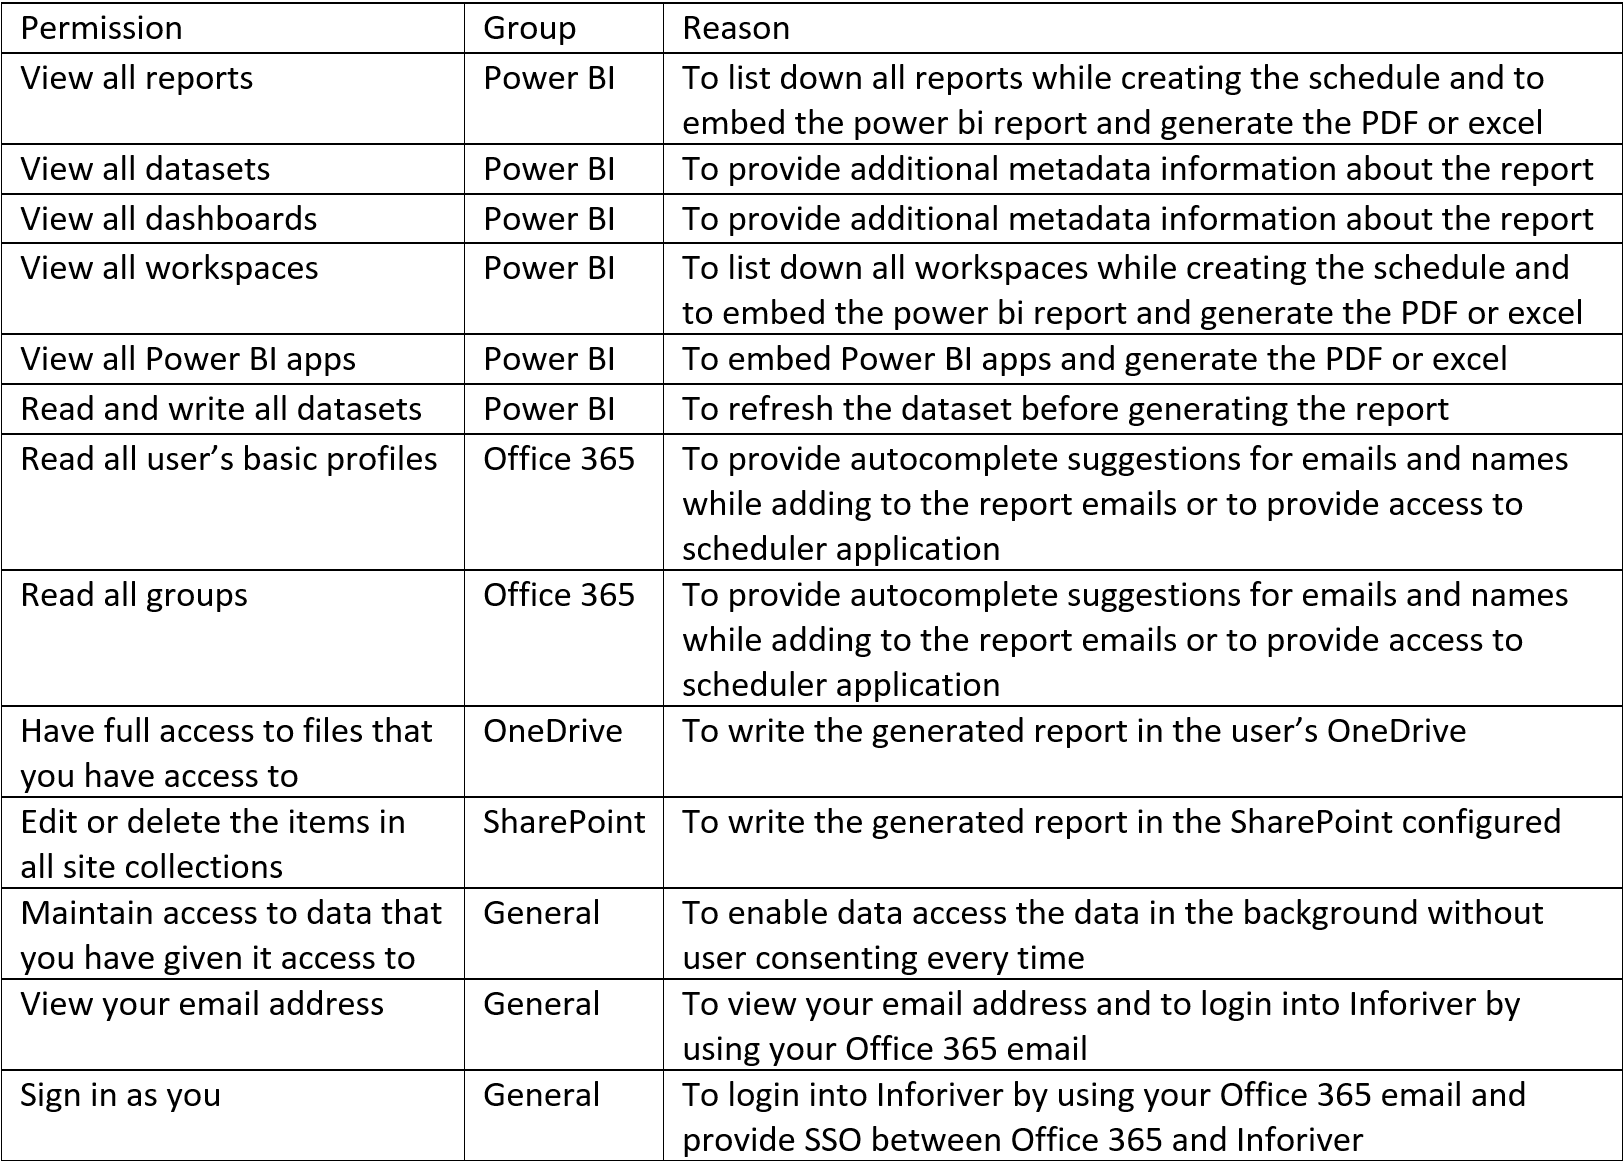 Permission Group Reason
View all reports Power BI To list down all reports while creating the schedule and to
embed the power bi report and generate the PDF or excel
View all datasets Power BI To provide additional metadata information about the report
View all dashboards Power BI To provide additional metadata information about the report
View all workspaces Power BI To list down all workspaces while creating the schedule and
to embed the power bi report and generate the PDF or excel
View all Power BI apps Power BI To embed Power BI apps and generate the PDF or excel
Read and write all datasets Power BI To refresh the dataset before generating the report
Read all user’s basic profiles Office 365 To provide autocomplete suggestions for emails and names
while adding to the report emails or to provide access to
scheduler application
Read all groups Office 365 To provide autocomplete suggestions for emails and names
while adding to the report emails or to provide access to
scheduler application
Have full access to files that OneDrive To write the generated report in the user’s OneDrive
you have access to
Edit or delete the items in SharePoint To write the generated report in the SharePoint configured
all site collections
Maintain access to data that General To enable data access the data in the background without
you have given it access to user consenting every time
View your email address General To view your email address and to login into Inforiver by
using your Office 365 email
Sign in as you General To login into Inforiver by using your Office 365 email and
provide SSO between Office 365 and Inforiver